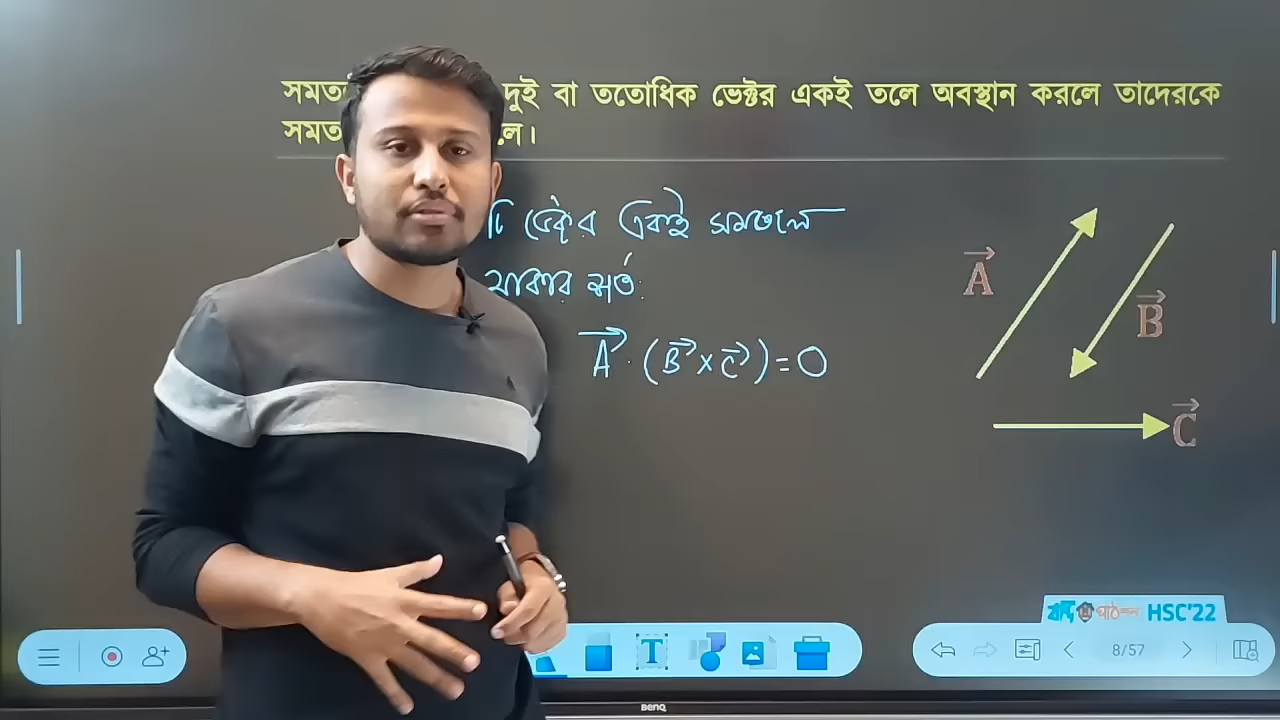 সমত দুই বা ততোধিক ভেক্টর একই তলে অবস্থান করলে তাদেরকে
সমত লে।
টি ভেক্টর একই সমতলে
থাকার শর্ত:
A⃗ · (B⃗ × C⃗) = 0
A⃗
B⃗
C⃗
HSC'22
T
8/57
BenQ